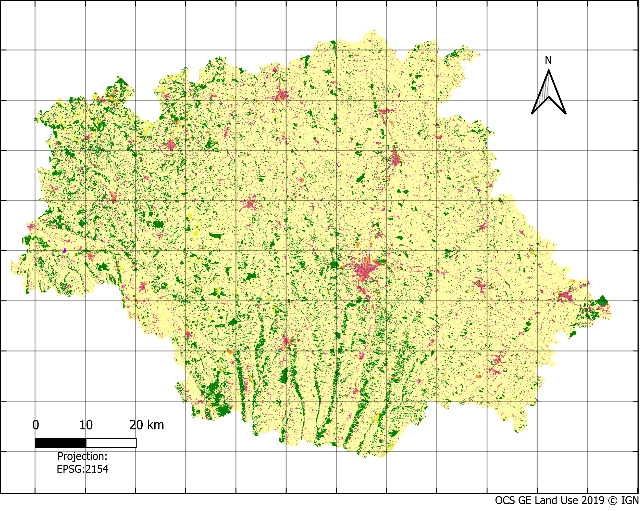 N
0 10 20 km
Projection:
EPSG:2154
OCS GE Land Use 2019 © IGN